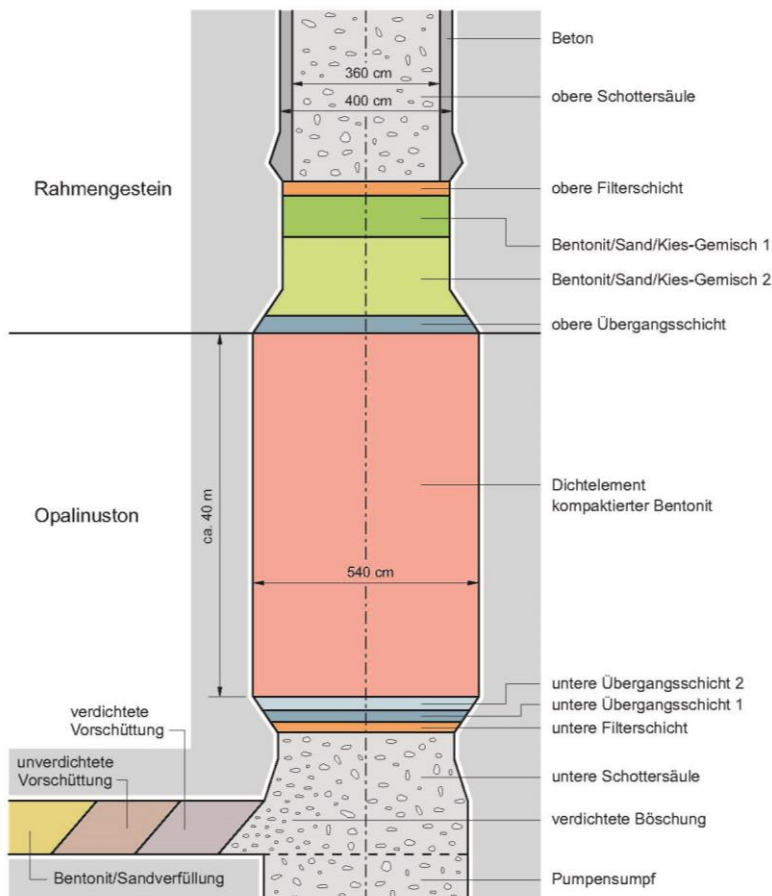 Beton
360 cm
obere Schottersäule
400 cm
Rahmengestein
obere Filterschicht
Bentonit/Sand/Kies-Gemisch 1
Bentonit/Sand/Kies-Gemisch 2
obere Übergangsschicht
ca. 40 m
Opalinuston
Dichtelement
kompaktierter Bentonit
540 cm
untere Übergangsschicht 2
untere Übergangsschicht 1
untere Filterschicht
verdichtete
Vorschüttung
unverdichtete
Vorschüttung
untere Schottersäule
verdichtete Böschung
Bentonit/Sandverfüllung
Pumpensumpf